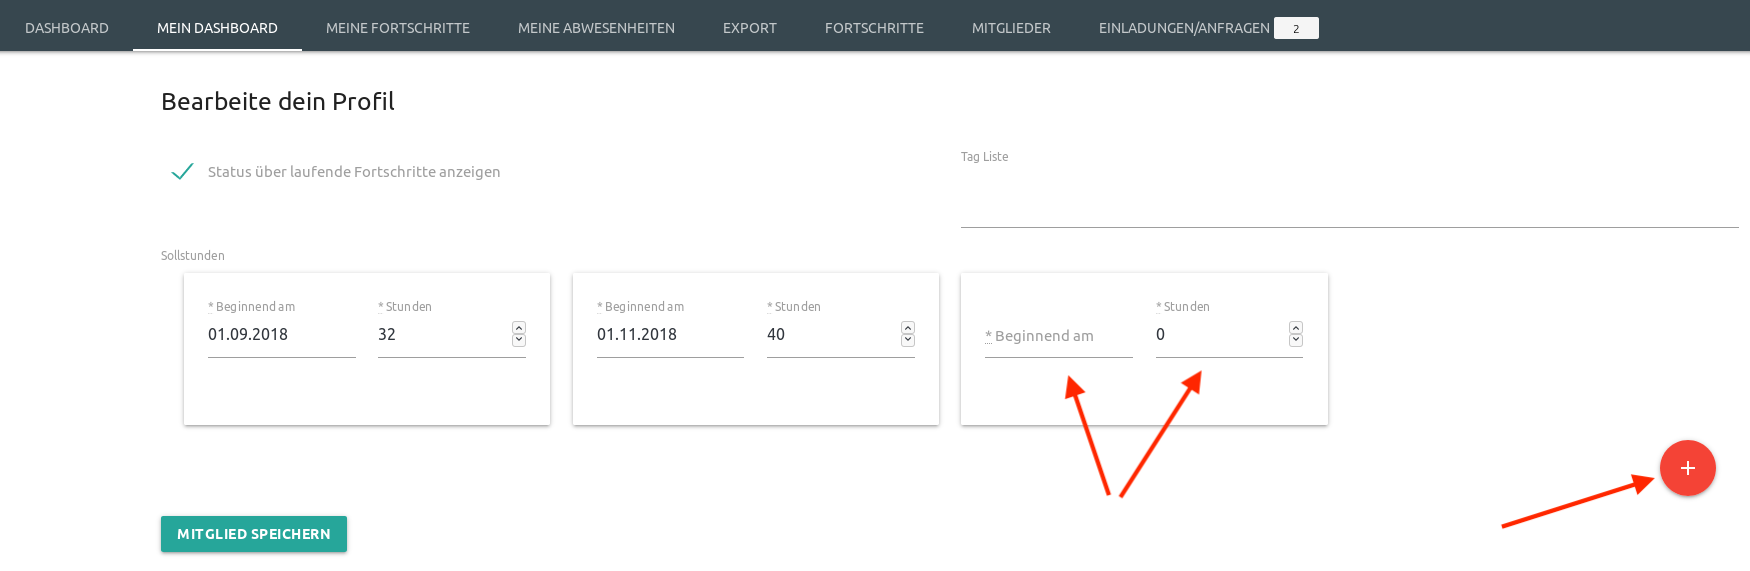 DASHBOARD MEIN DASHBOARD MEINE FORTSCHRITTE MEINE ABWESENHEITEN EXPORT FORTSCHRITTE MITGLIEDER EINLADUNGEN/ANFRAGEN 2
Bearbeite dein Profil
Status über laufende Fortschritte anzeigen
Tag Liste
Sollstunden
* Beginnend am * Stunden
01.09.2018 32
* Beginnend am * Stunden
01.11.2018 40
* Stunden
* Beginnend am 0
+
MITGLIED SPEICHERN